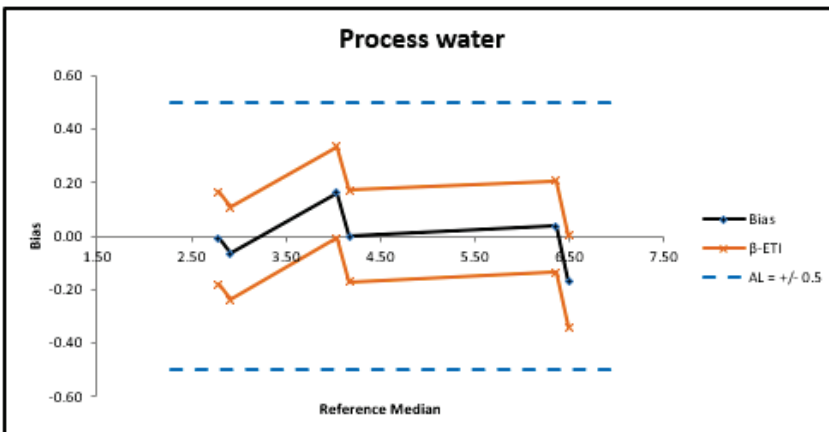 Process water
0.60
0.40
0.20
0.00
-0.20
-0.40
-0.60
Bias
1.50 2.50 3.50 4.50 5.50 6.50 7.50
Reference Median
Bias
β-ETI
AL = +/- 0.5